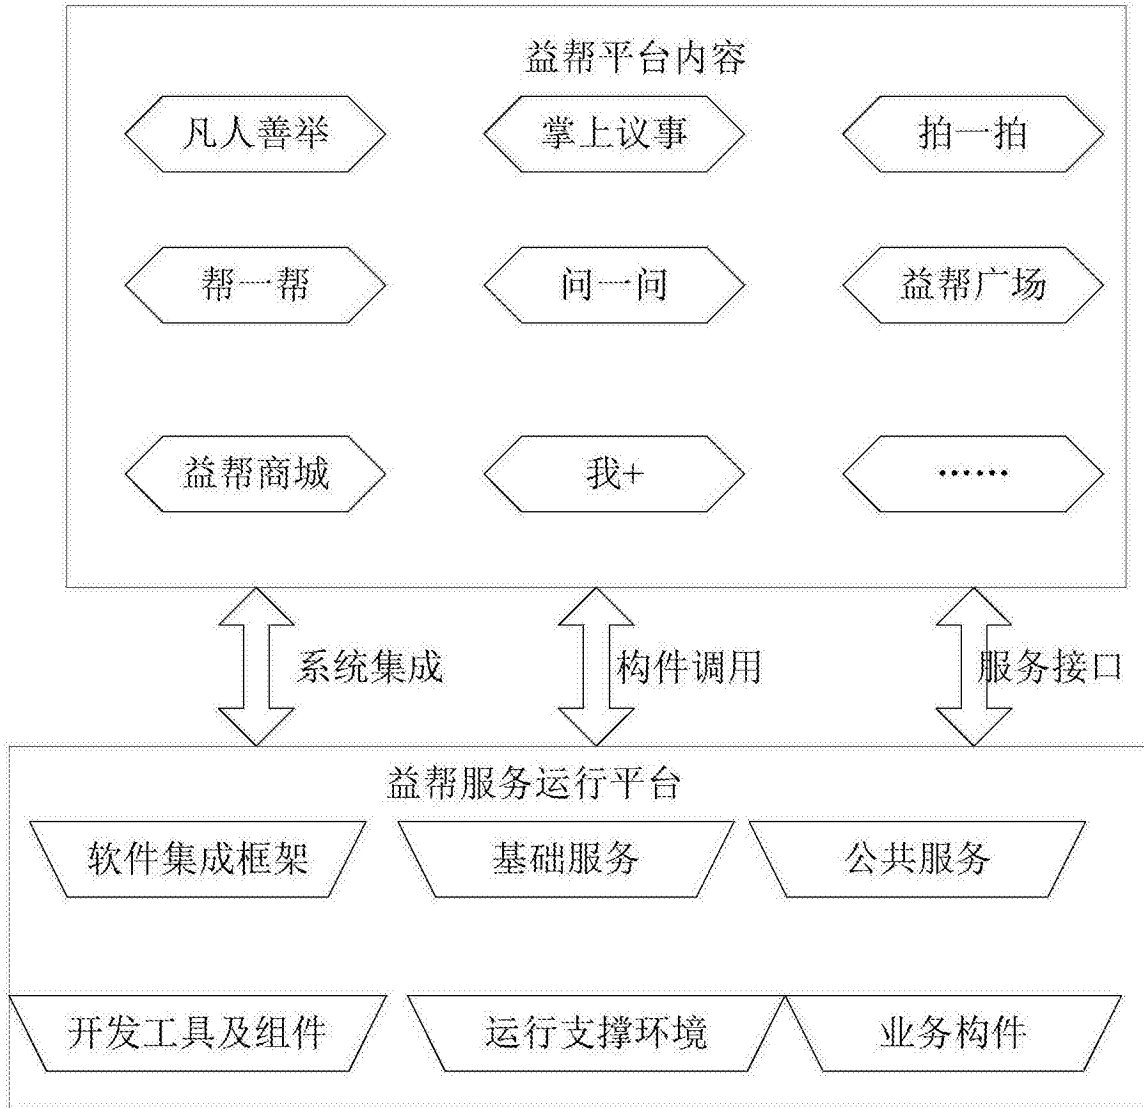 益帮平台内容
凡人善举 掌上议事 拍一拍
帮一帮 问一问 益帮广场
益帮商城 我+ ……
系统集成 构件调用 服务接口
益帮服务运行平台
软件集成框架 基础服务 公共服务
开发工具及组件 运行支撑环境 业务构件